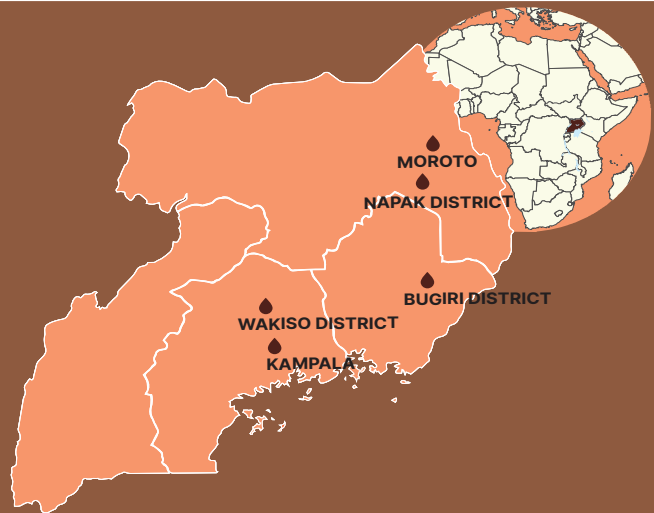 MOROTO
NAPAK DISTRICT
BUGIRI DISTRICT
WAKISO DISTRICT
KAMPALA